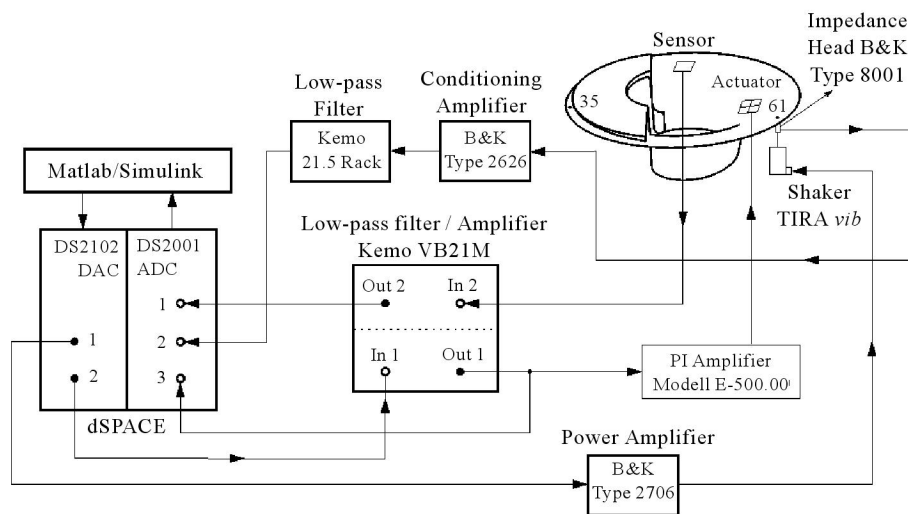 Impedance
Head B&K
Type 8001
Sensor
Actuator
35
61
Conditioning
Amplifier
Low-pass
Filter
Kemo
21.5 Rack
B&K
Type 2626
Matlab/Simulink
Shaker
TIRA vib
Low-pass filter / Amplifier
Kemo VB21M
DS2102
DAC
DS2001
ADC
Out 2
In 2
1
1
2
2
3
In 1
Out 1
PI Amplifier
Modell E-500.00
dSPACE
Power Amplifier
B&K
Type 2706